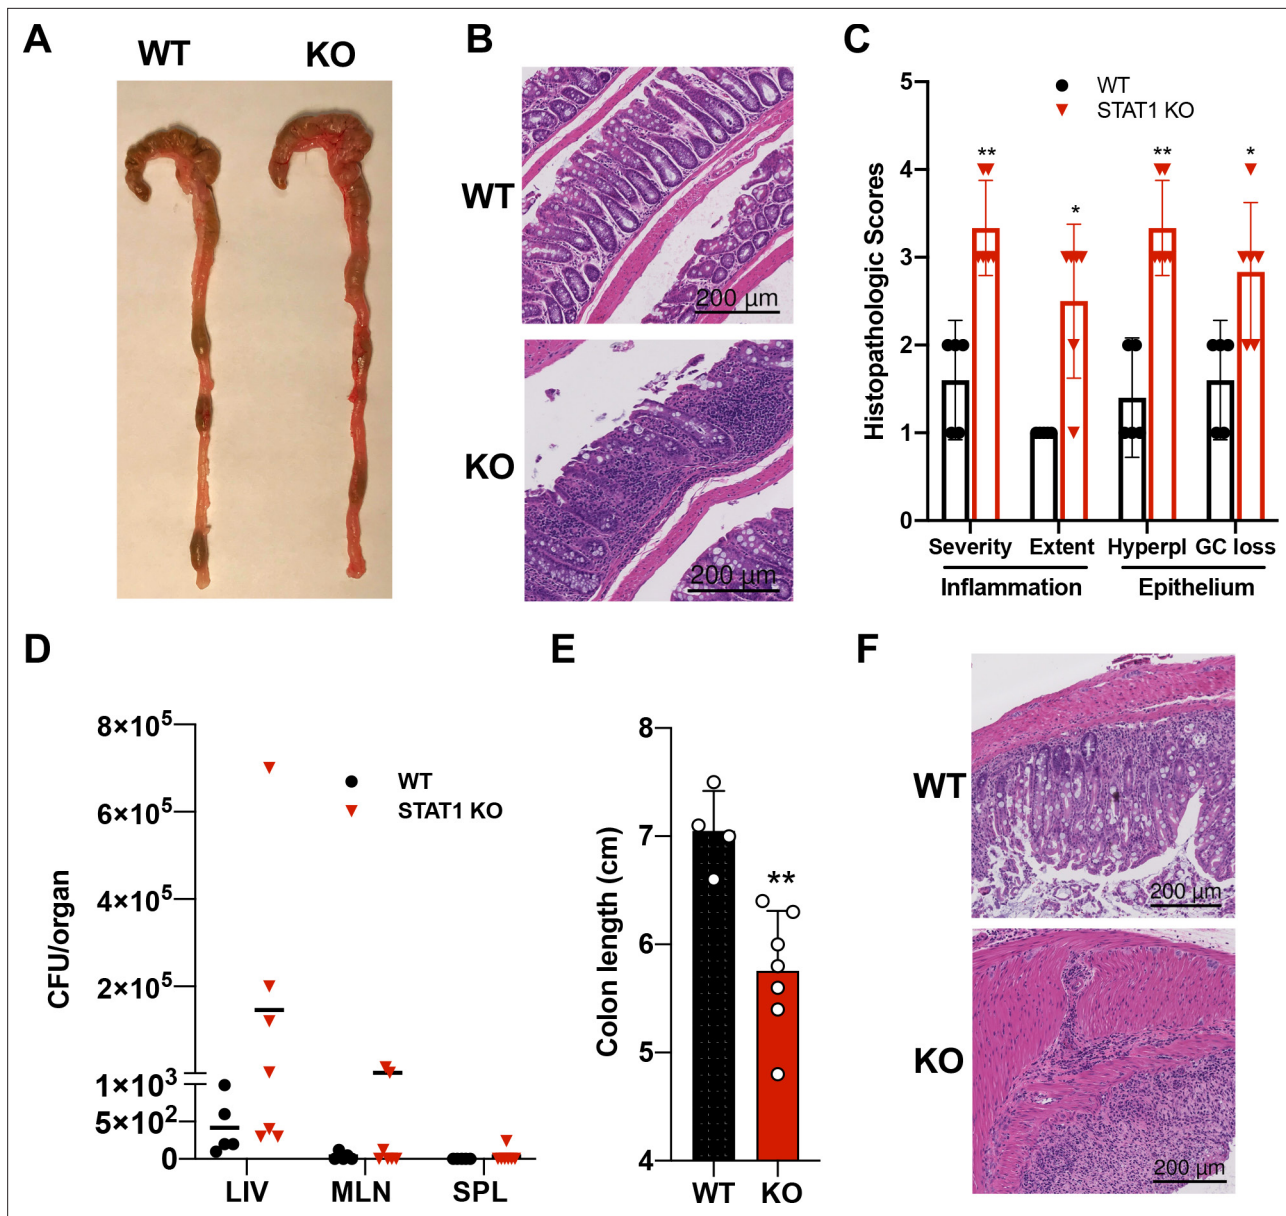 A
WT
KO
B
WT
200 µm
KO
200 µm
C
WT
STAT1 KO
Histopathologic Scores
5
4
3
2
1
0
**
*
**
*
Severity
Extent
Hyperpl
GC loss
Inflammation
Epithelium
D
CFU/organ
8×10⁵
6×10⁵
4×10⁵
2×10⁵
1×10³
5×10²
0
WT
STAT1 KO
LIV
MLN
SPL
E
Colon length (cm)
8
7
6
5
4
**
WT
KO
F
WT
200 µm
KO
200 µm